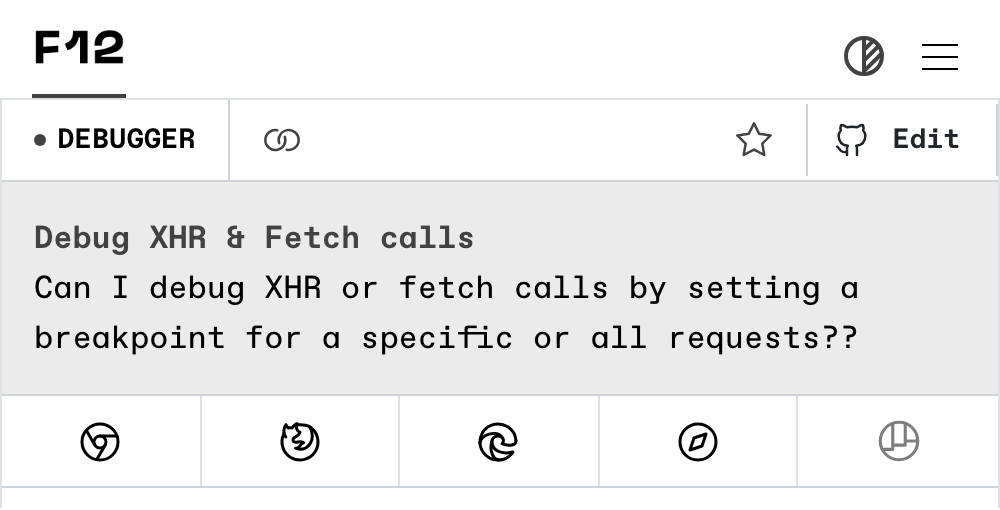 F12
DEBUGGER
Edit
Debug XHR & Fetch calls
Can I debug XHR or fetch calls by setting a
breakpoint for a specific or all requests??